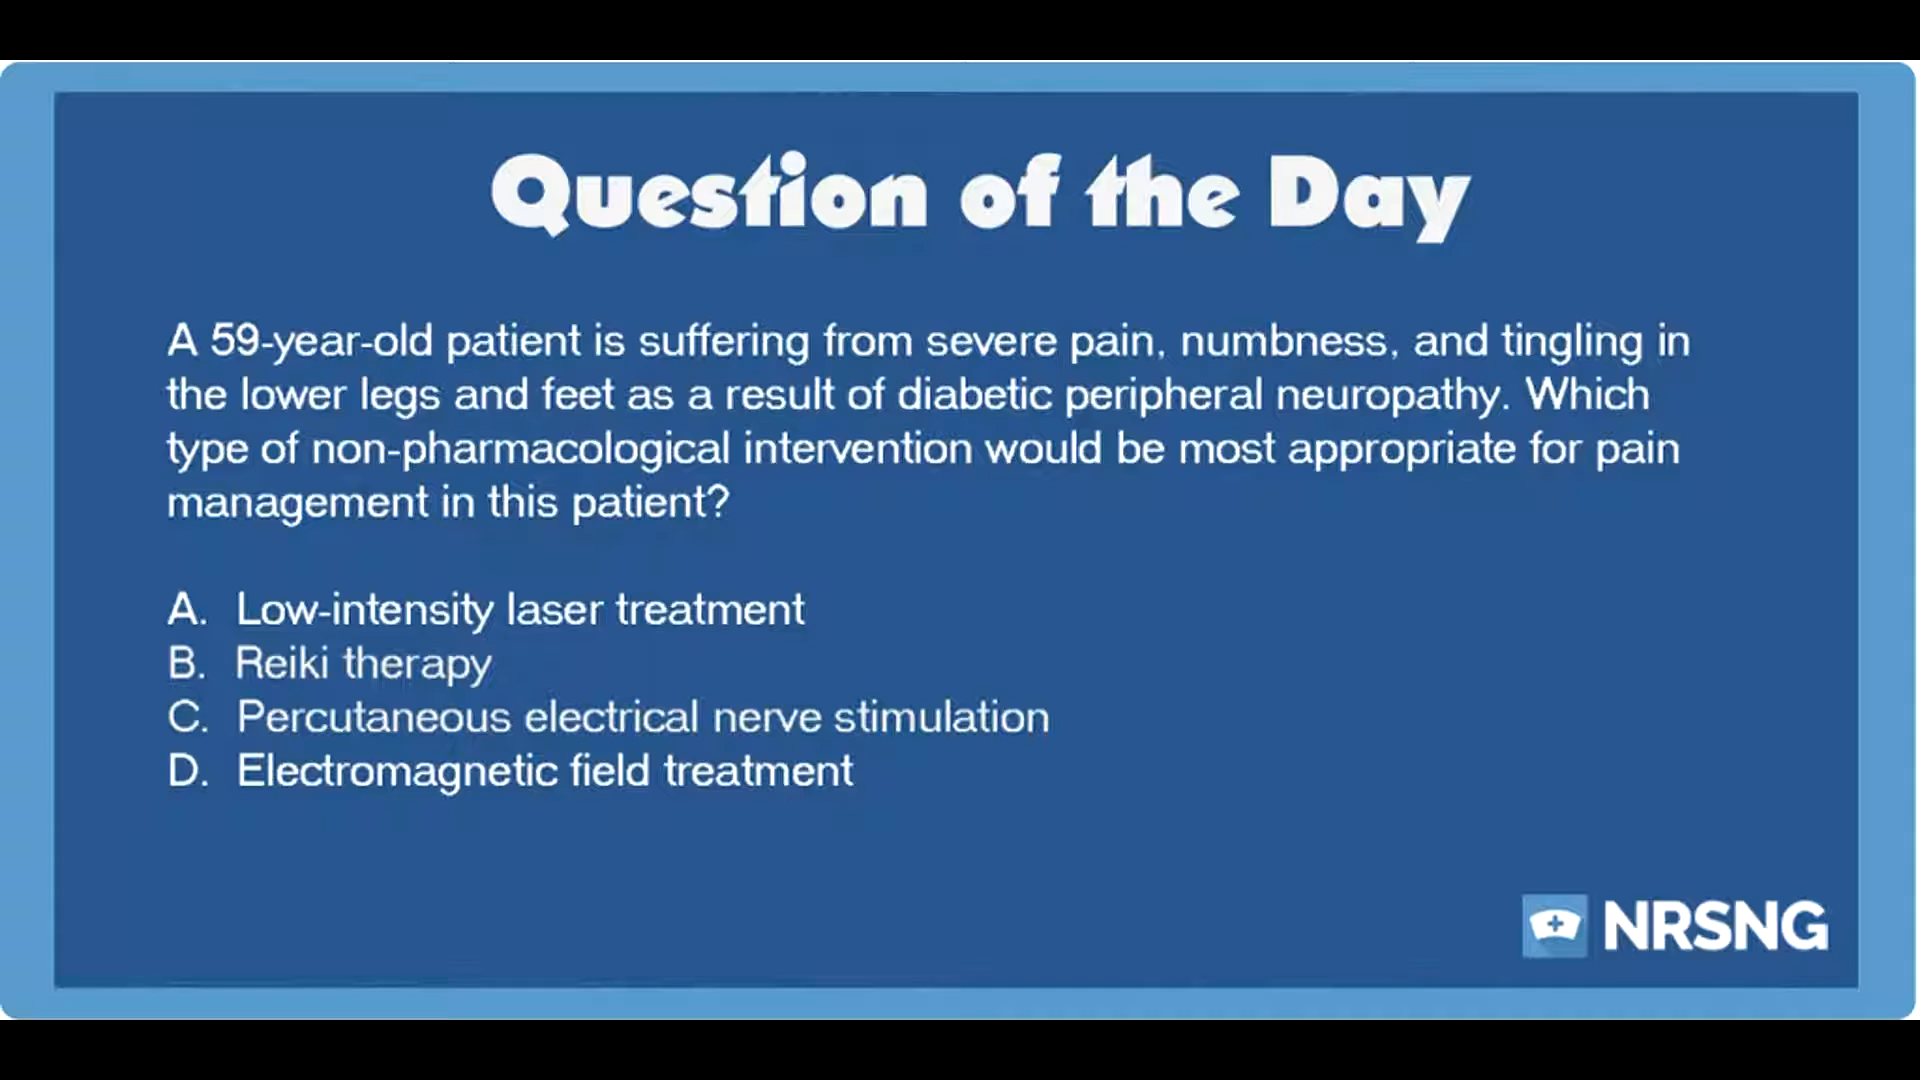 Question of the Day
A 59-year-old patient is suffering from severe pain, numbness, and tingling in
the lower legs and feet as a result of diabetic peripheral neuropathy. Which
type of non-pharmacological intervention would be most appropriate for pain
management in this patient?
A. Low-intensity laser treatment
B. Reiki therapy
C. Percutaneous electrical nerve stimulation
D. Electromagnetic field treatment
NRSNG